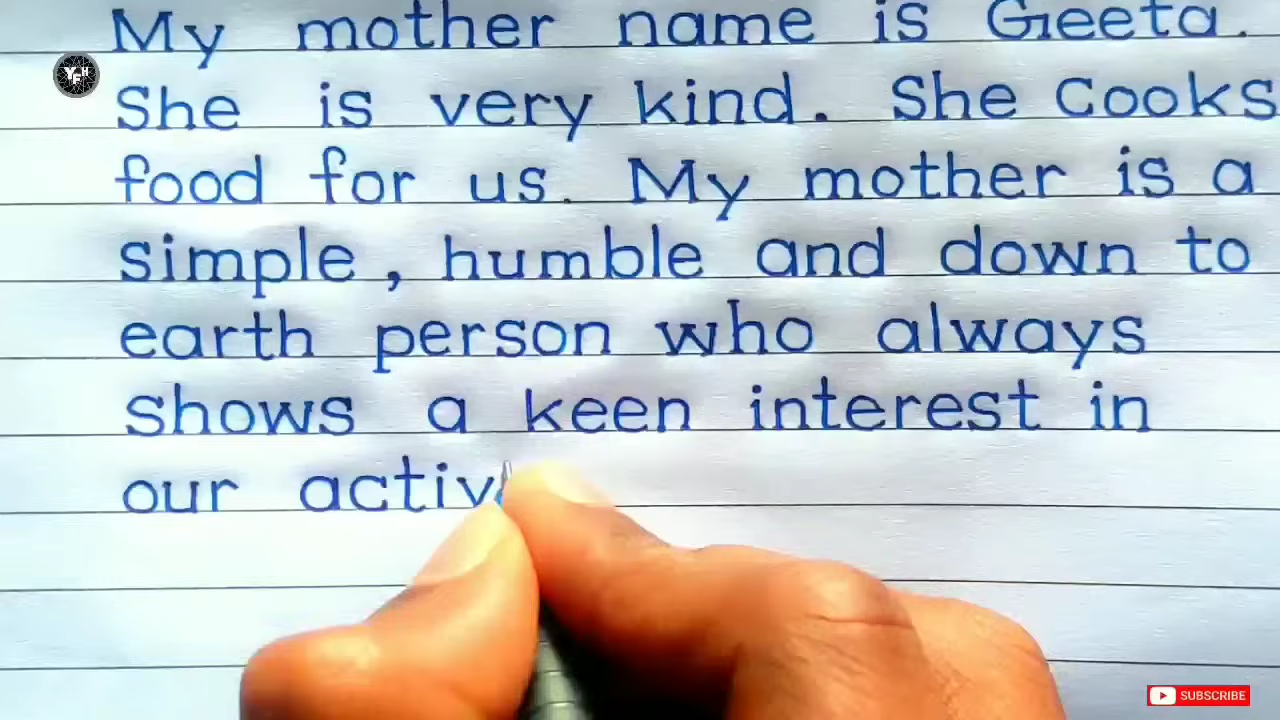 My mother name is Geeta.
She is very kind. She Cooks
food for us. My mother is a
simple, humble and down to
earth person who always
shows a keen interest in
our activ
YFH
SUBSCRIBE